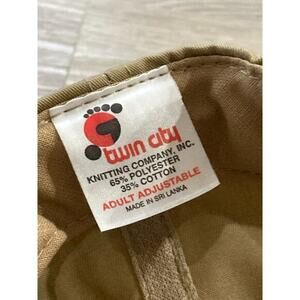 twin city
KNITTING COMPANY, INC.
65% POLYESTER
35% COTTON
ADULT ADJUSTABLE
MADE IN SRI LANKA